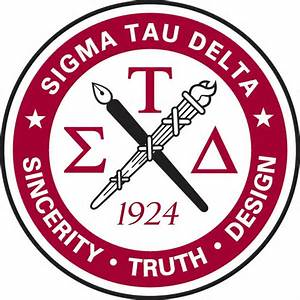 ★ SIGMA TAU DELTA ★
Τ
Σ Δ
1924
SINCERITY · TRUTH · DESIGN